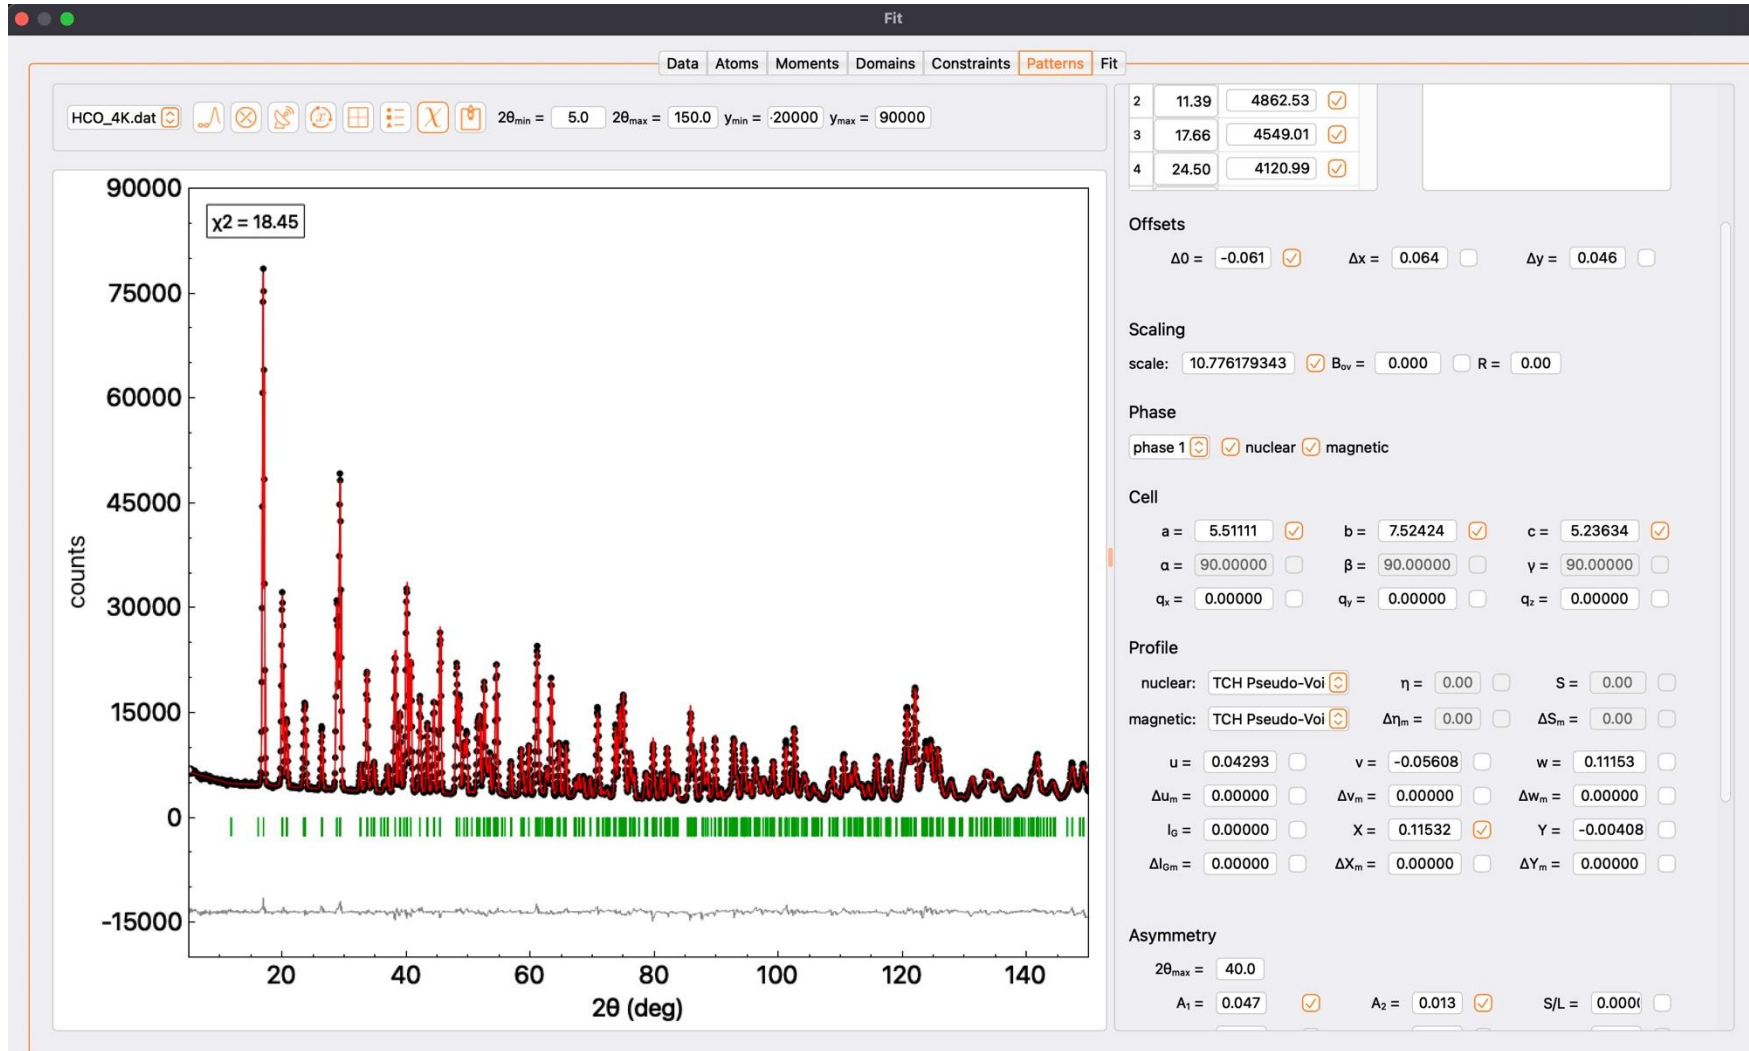 Fit
Data Atoms Moments Domains Constraints Patterns Fit
HCO_4K.dat 2θmin = 5.0 2θmax = 150.0 ymin = -20000 ymax = 90000
2 11.39 4862.53
3 17.66 4549.01
4 24.50 4120.99
χ2 = 18.45
90000
75000
60000
45000
30000
15000
0
-15000
counts
20 40 60 80 100 120 140
2θ (deg)
Offsets
Δ0 = -0.061 Δx = 0.064 Δy = 0.046
Scaling
scale: 10.776179343 Bov = 0.000 R = 0.00
Phase
phase 1 nuclear magnetic
Cell
a = 5.51111 b = 7.52424 c = 5.23634
α = 90.00000 β = 90.00000 γ = 90.00000
qx = 0.00000 qy = 0.00000 qz = 0.00000
Profile
nuclear: TCH Pseudo-Voi η = 0.00 S = 0.00
magnetic: TCH Pseudo-Voi Δηm = 0.00 ΔSm = 0.00
u = 0.04293 v = -0.05608 w = 0.11153
Δum = 0.00000 Δvm = 0.00000 Δwm = 0.00000
IG = 0.00000 X = 0.11532 Y = -0.00408
ΔIGm = 0.00000 ΔXm = 0.00000 ΔYm = 0.00000
Asymmetry
2θmax = 40.0
A1 = 0.047 A2 = 0.013 S/L = 0.000